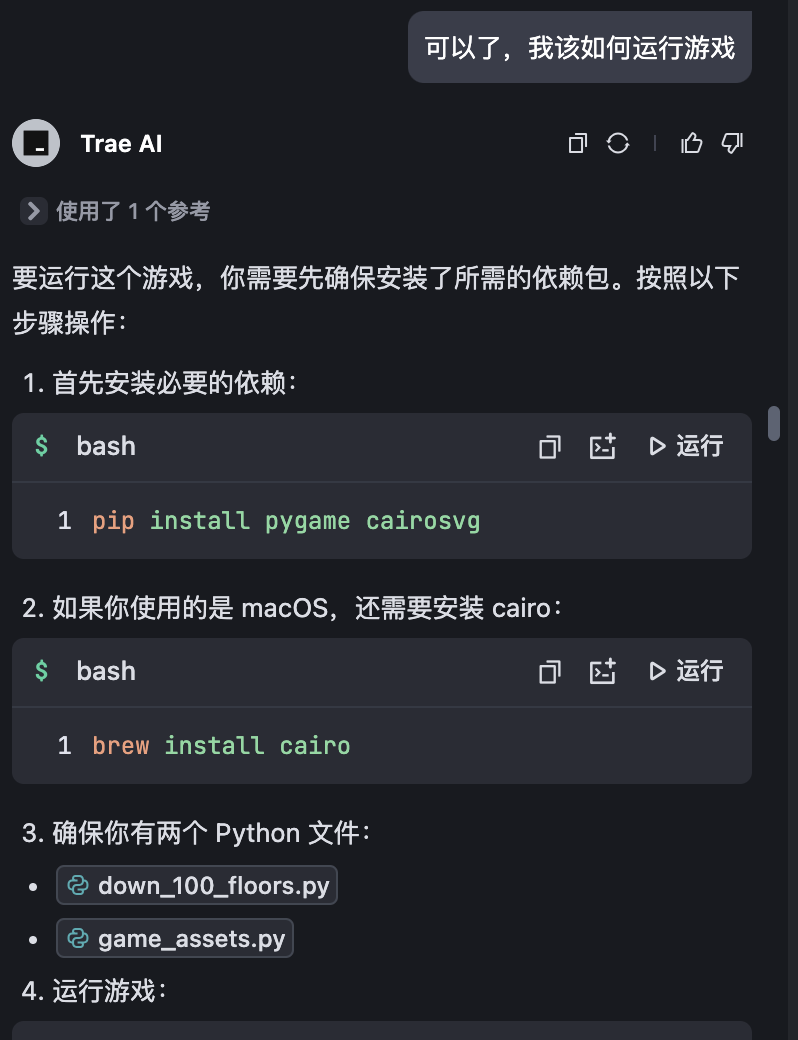 可以了，我该如何运行游戏
Trae AI
使用了 1 个参考
要运行这个游戏，你需要先确保安装了所需的依赖包。按照以下
步骤操作：
1. 首先安装必要的依赖：
$ bash 运行
1 pip install pygame cairosvg
2. 如果你使用的是 macOS，还需要安装 cairo：
$ bash 运行
1 brew install cairo
3. 确保你有两个 Python 文件：
• down_100_floors.py
• game_assets.py
4. 运行游戏：